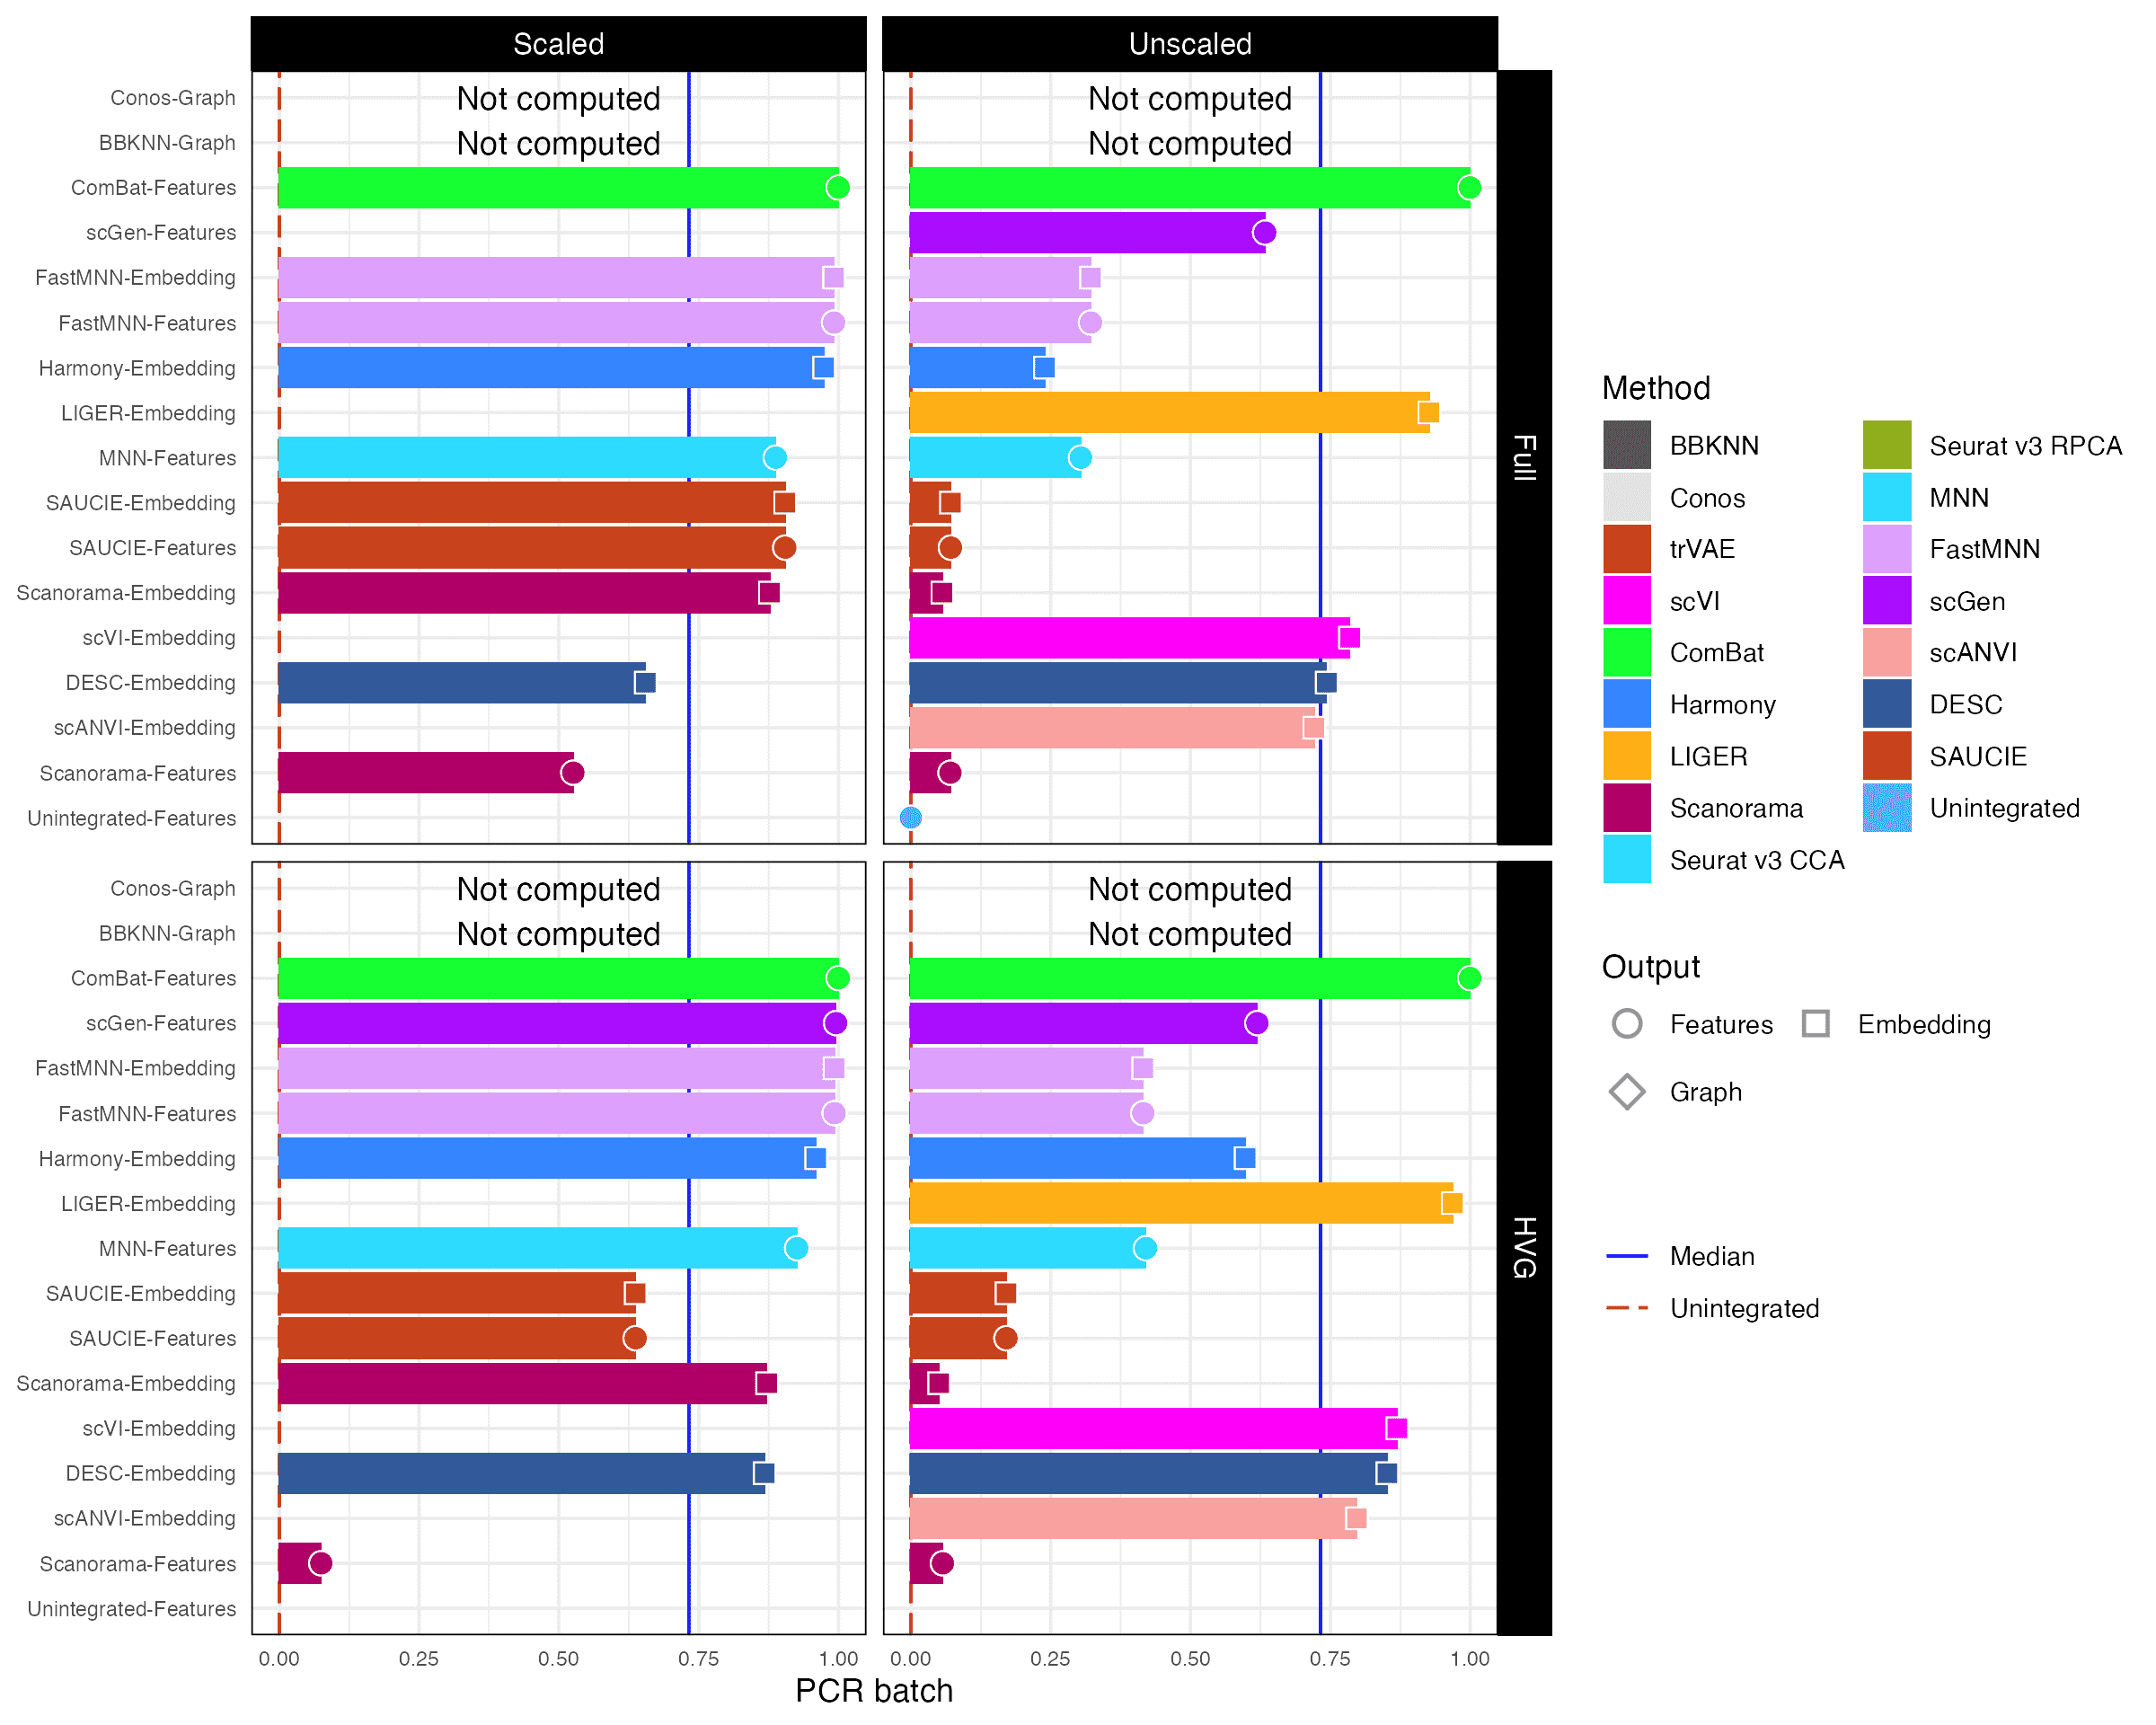 Scaled
Unscaled
Conos-Graph
Not computed
Not computed
BBKNN-Graph
Not computed
Not computed
ComBat-Features
scGen-Features
FastMNN-Embedding
FastMNN-Features
Harmony-Embedding
LIGER-Embedding
MNN-Features
SAUCIE-Embedding
SAUCIE-Features
Scanorama-Embedding
scVI-Embedding
DESC-Embedding
scANVI-Embedding
Scanorama-Features
Unintegrated-Features
Full
Conos-Graph
Not computed
Not computed
BBKNN-Graph
Not computed
Not computed
ComBat-Features
scGen-Features
FastMNN-Embedding
FastMNN-Features
Harmony-Embedding
LIGER-Embedding
MNN-Features
SAUCIE-Embedding
SAUCIE-Features
Scanorama-Embedding
scVI-Embedding
DESC-Embedding
scANVI-Embedding
Scanorama-Features
Unintegrated-Features
HVG
0.00 0.25 0.50 0.75 1.00
0.00 0.25 0.50 0.75 1.00
PCR batch
Method
BBKNN
Conos
trVAE
scVI
ComBat
Harmony
LIGER
Scanorama
Seurat v3 CCA
Seurat v3 RPCA
MNN
FastMNN
scGen
scANVI
DESC
SAUCIE
Unintegrated
Output
Features
Embedding
Graph
Median
Unintegrated